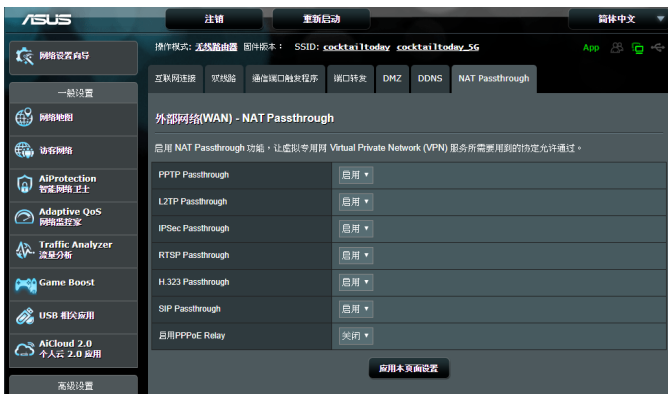 ASUS 注销 重新启动 简体中文
操作模式: 无线路由器 固件版本： SSID: cocktailtoday cocktailtoday_5G App
网络设置向导
互联网连接 双线路 通信端口触发程序 端口转发 DMZ DDNS NAT Passthrough
一般设置
网络地图
外部网络(WAN) - NAT Passthrough
访客网络
启用 NAT Passthrough 功能，让虚拟专用网 Virtual Private Network (VPN) 服务所需要用到的协定允许通过。
AiProtection
智能网络卫士
PPTP Passthrough 启用
Adaptive QoS
网络监控家
L2TP Passthrough 启用
IPSec Passthrough 启用
Traffic Analyzer
流量分析
RTSP Passthrough 启用
Game Boost
H.323 Passthrough 启用
USB 相关应用
SIP Passthrough 启用
AiCloud 2.0
个人云 2.0 应用
启用PPPoE Relay 关闭
应用本页面设置
高级设置